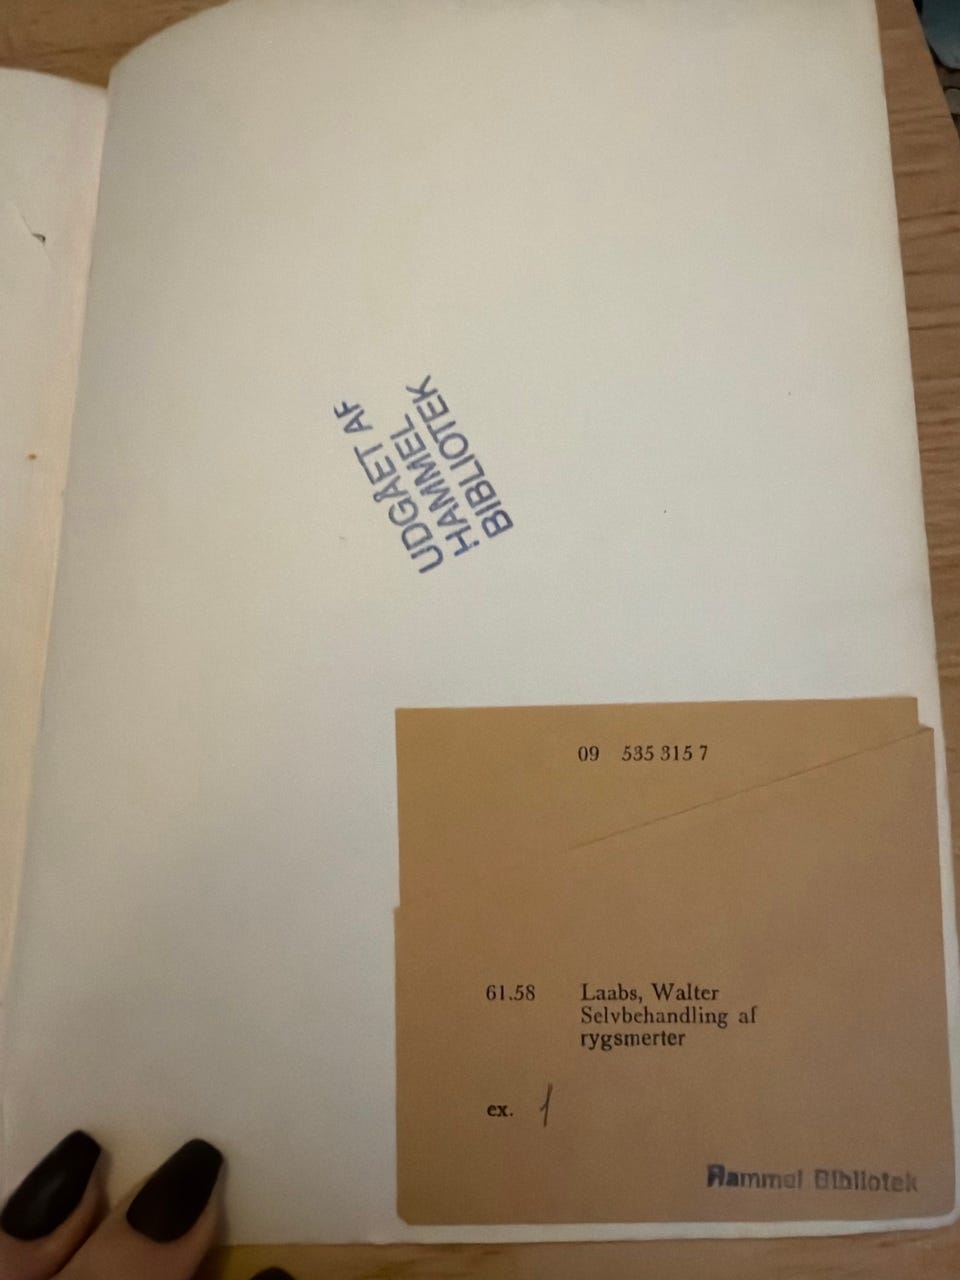 UDGÅET AF
HAMMEL
BIBLIOTEK
09 535 315 7
61.58 Laabs, Walter
Selvbehandling af
rygsmerter
ex. 1
Hammel Bibliotek